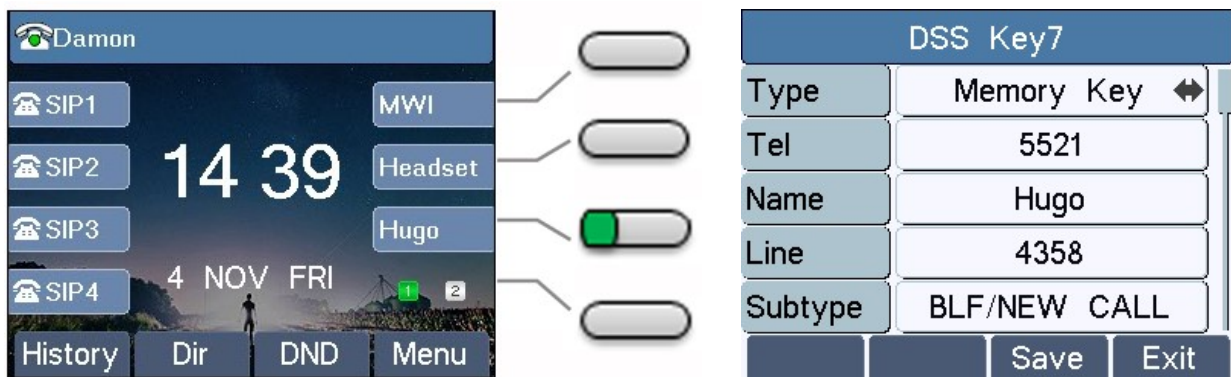 Damon
SIP1
MWI
SIP2
14 39
Headset
SIP3
Hugo
4 NOV FRI
SIP4
1 2
History Dir DND Menu
DSS Key7
Type Memory Key
Tel 5521
Name Hugo
Line 4358
Subtype BLF/NEW CALL
Save Exit